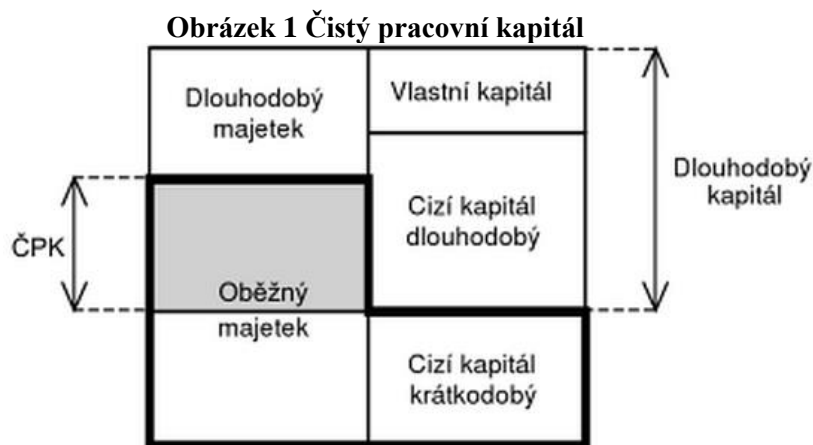 Obrázek 1 Čistý pracovní kapitál
Dlouhodobý
majetek
Vlastní kapitál
Dlouhodobý
kapitál
Cizí kapitál
dlouhodobý
ČPK
Oběžný
majetek
Cizí kapitál
krátkodobý